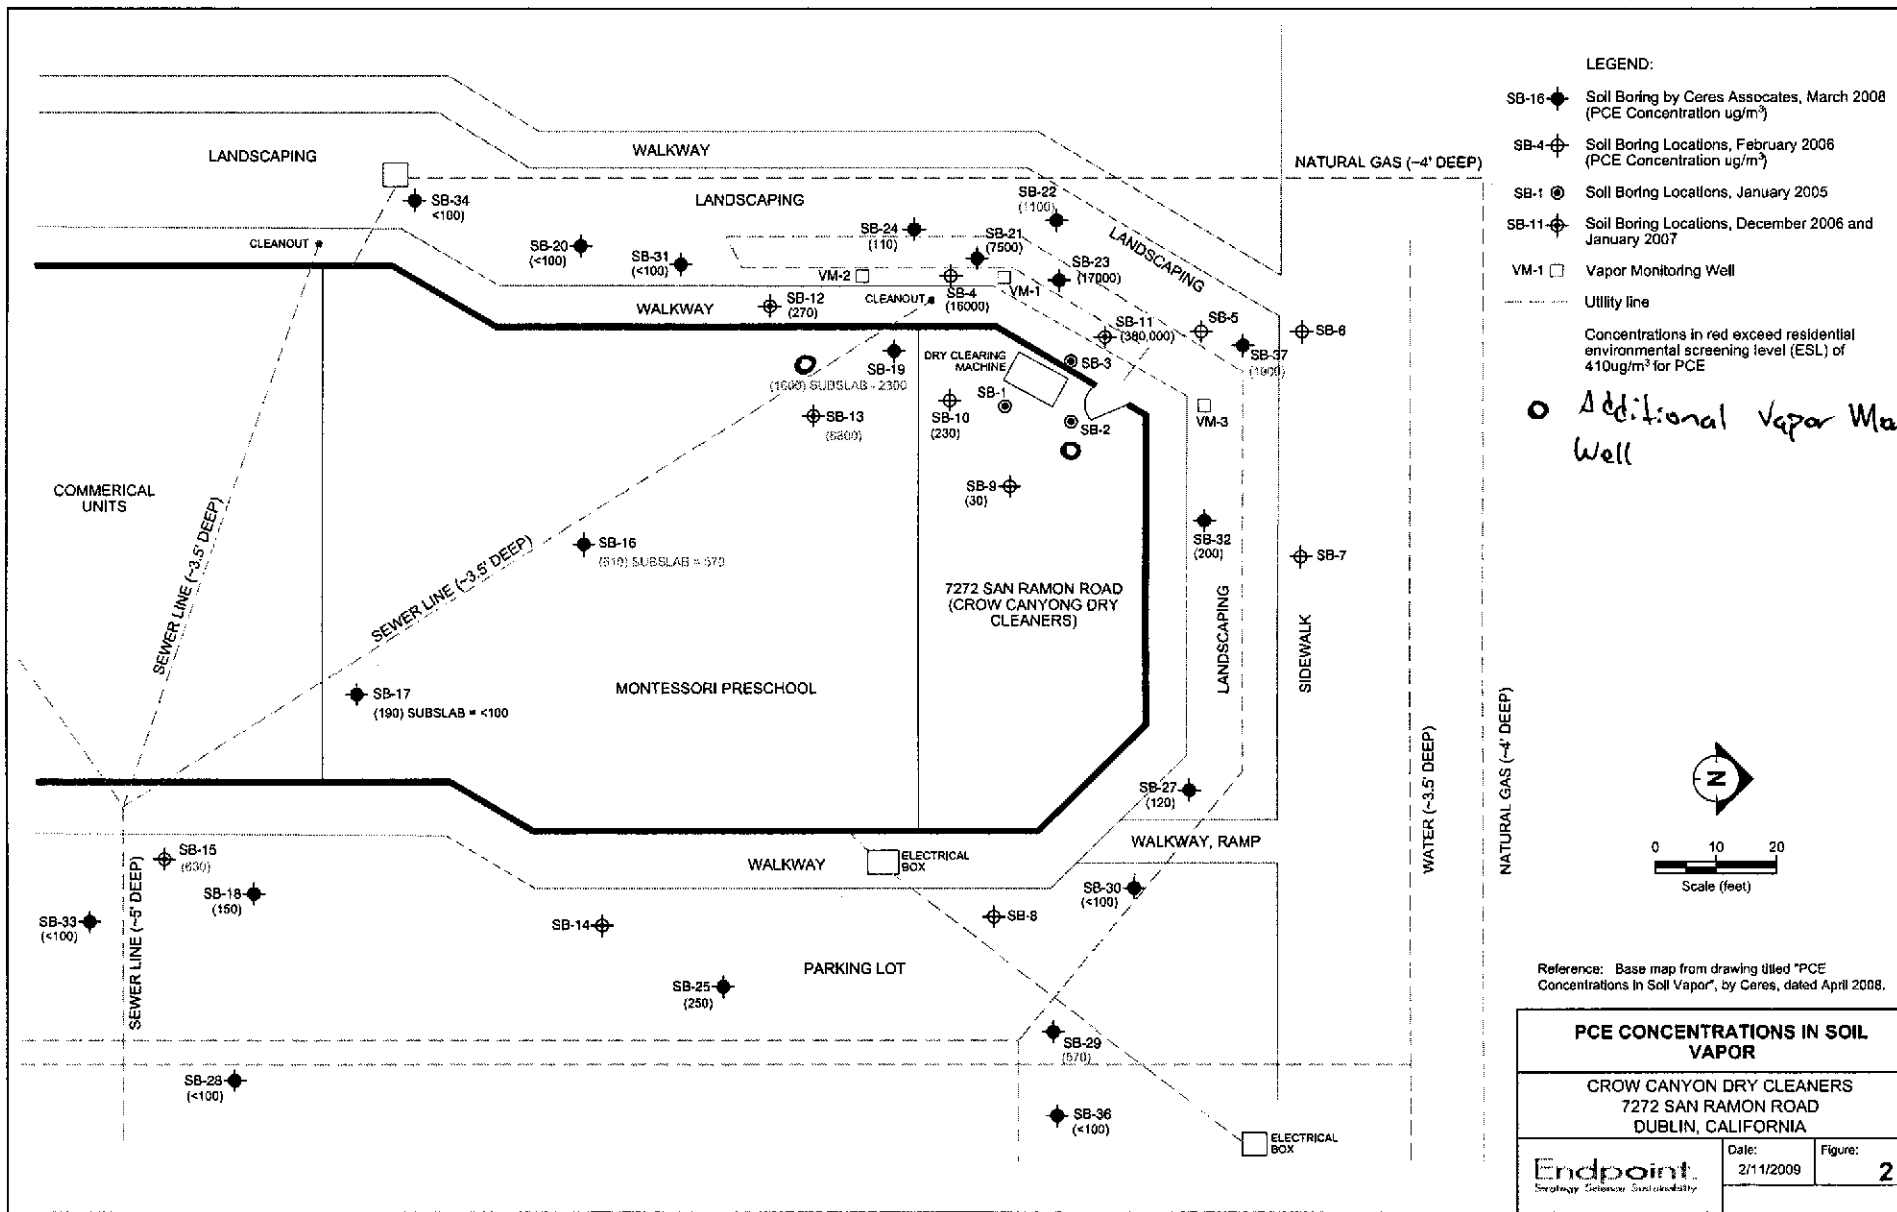 LEGEND:
SB-16 Soil Boring by Ceres Assocates, March 2008
(PCE Concentration ug/m³)
SB-4 Soil Boring Locations, February 2006
(PCE Concentration ug/m³)
SB-1 Soil Boring Locations, January 2005
SB-11 Soil Boring Locations, December 2006 and
January 2007
VM-1 Vapor Monitoring Well
Utility line
Concentrations in red exceed residential
environmental screening level (ESL) of
410ug/m³ for PCE
Additional Vapor
Well
LANDSCAPING
WALKWAY
NATURAL GAS (~4' DEEP)
SB-34
<100)
LANDSCAPING
SB-22
(1100)
CLEANOUT
SB-20
(<100)
SB-31
(<100)
SB-24
(110)
SB-21
(7500)
LANDSCAPING
VM-2
SB-4
(16000)
VM-1
SB-23
(17000)
WALKWAY
SB-12
(270)
CLEANOUT
SB-11
(380,000)
SB-5
SB-6
SB-37
(1900)
SB-19
(1600) SUBSLAB - 2300
DRY CLEARING
MACHINE
SB-3
SB-1
SB-2
SB-13
(6800)
SB-10
(230)
VM-3
SB-9
(30)
COMMERICAL
UNITS
SEWER LINE (~3.5' DEEP)
SEWER LINE (~3.5' DEEP)
SB-16
(610) SUBSLAB = 570
SB-32
(200)
SB-7
7272 SAN RAMON ROAD
(CROW CANYONG DRY
CLEANERS)
LANDSCAPING
SIDEWALK
SB-17
(190) SUBSLAB = <100
MONTESSORI PRESCHOOL
WATER (~3.5' DEEP)
NATURAL GAS (~4' DEEP)
N
SB-27
(120)
WALKWAY, RAMP
SB-15
(630)
WALKWAY
ELECTRICAL
BOX
0 10 20
Scale (feet)
SB-18
(150)
SB-33
(<100)
SEWER LINE (~5' DEEP)
SB-14
SB-8
SB-30
(<100)
PARKING LOT
SB-25
(250)
SB-29
(570)
SB-28
(<100)
SB-36
(<100)
ELECTRICAL
BOX
Reference: Base map from drawing titled "PCE
Concentrations in Soil Vapor", by Ceres, dated April 2008.
PCE CONCENTRATIONS IN SOIL
VAPOR
CROW CANYON DRY CLEANERS
7272 SAN RAMON ROAD
DUBLIN, CALIFORNIA
Endpoint
Strategy Science Sustainability
Date:
2/11/2009
Figure:
2